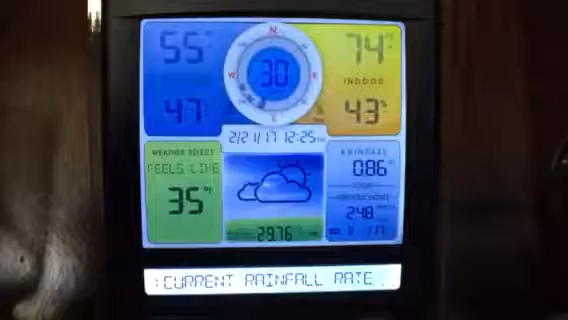 N
55°
74°
W
30
E
INDOOR
47
43%
S
2/21/17 12:25
WEATHER SELECT
RAINFALL
FEELS LIKE
0.86
35°F
2.48
29.76
CURRENT RAINFALL RATE